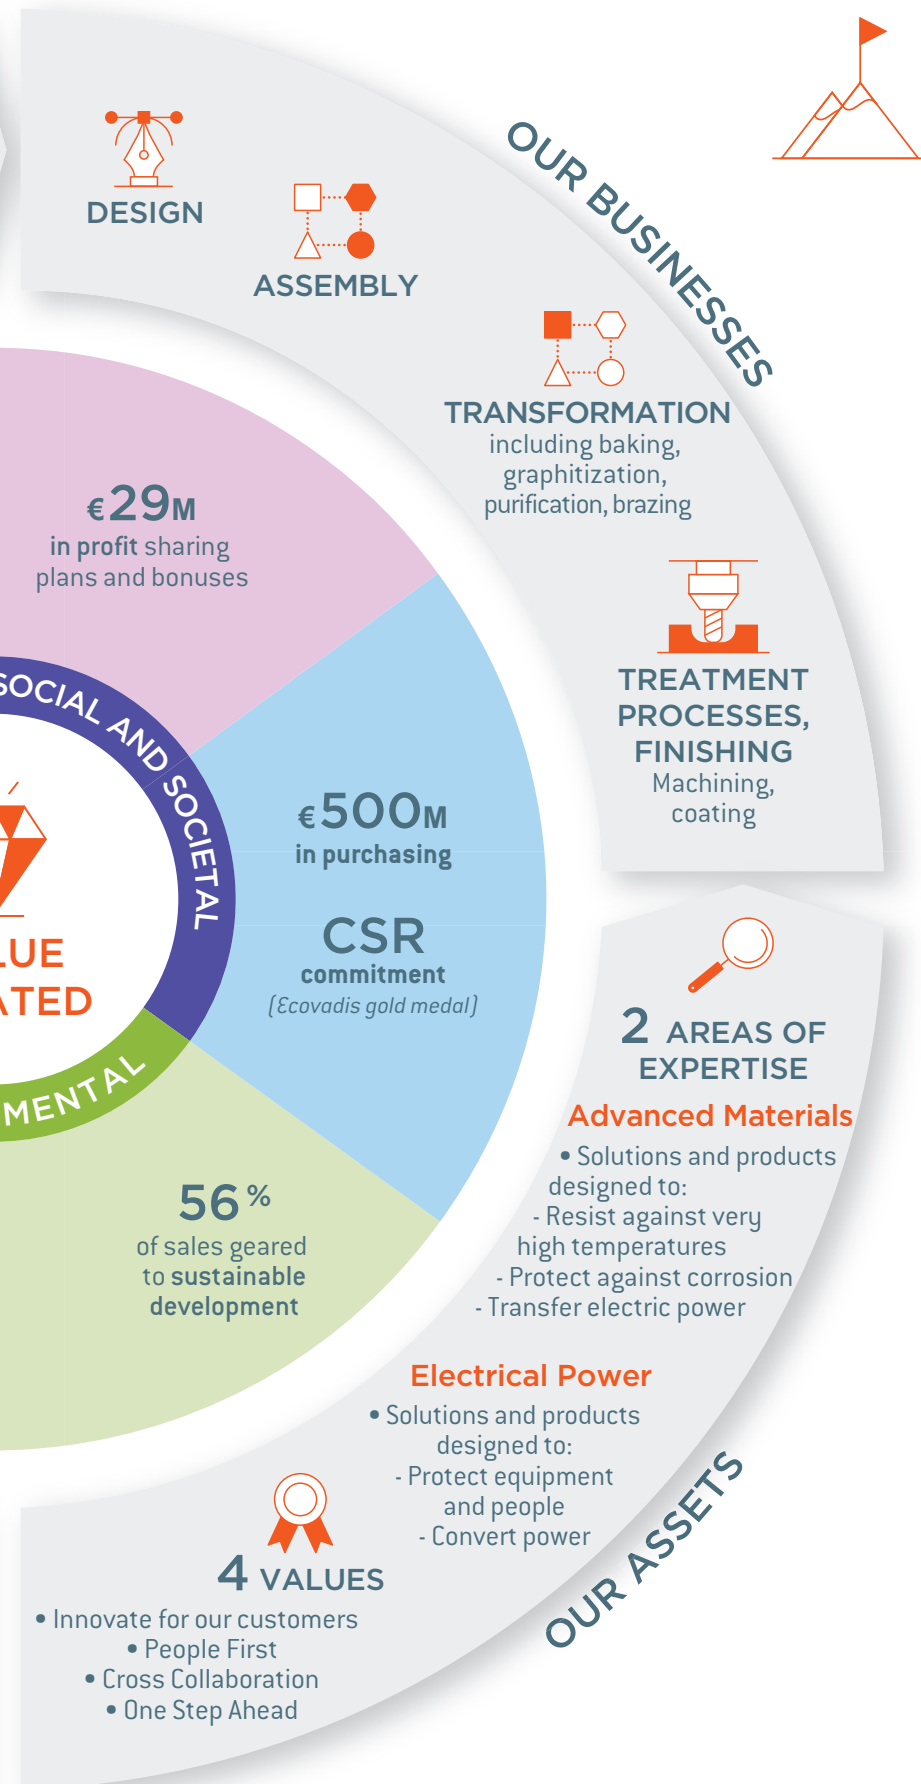 OUR BUSINESSES
DESIGN
ASSEMBLY
TRANSFORMATION
including baking,
graphitization,
purification, brazing
TREATMENT
PROCESSES,
FINISHING
Machining,
coating
€29M
in profit sharing
plans and bonuses
SOCIAL AND SOCIETAL
€500M
in purchasing
CSR
commitment
(Ecovadis gold medal)
LUE
ATED
MENTAL
56 %
of sales geared
to sustainable
development
2 AREAS OF
EXPERTISE
Advanced Materials
• Solutions and products
designed to:
- Resist against very
high temperatures
- Protect against corrosion
- Transfer electric power
Electrical Power
• Solutions and products
designed to:
- Protect equipment
and people
- Convert power
OUR ASSETS
4 VALUES
• Innovate for our customers
• People First
• Cross Collaboration
• One Step Ahead